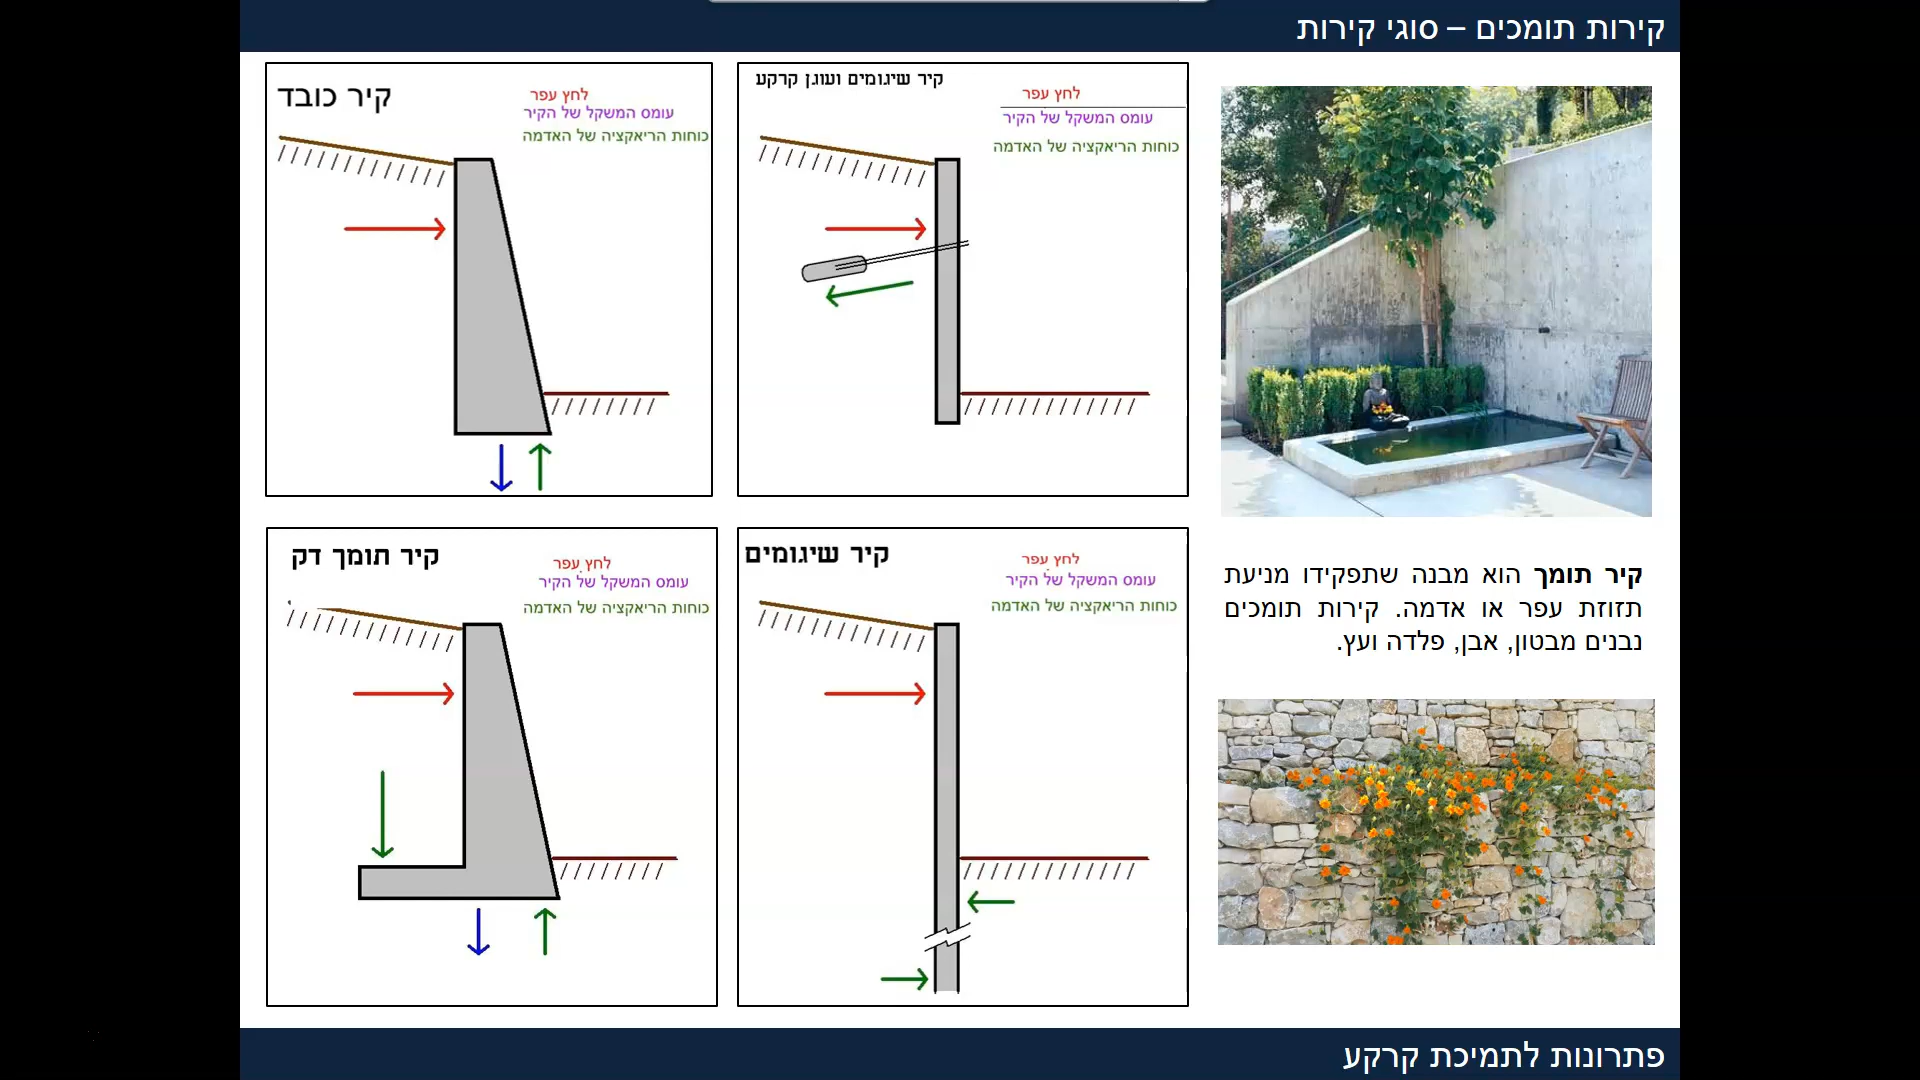 קירות תומכים – סוגי קירות
קיר כובד
לחץ עפר
עומס המשקל של הקיר
כוחות הריאקציה של האדמה
קיר שיגומים ועוגן קרקע
לחץ עפר
עומס המשקל של הקיר
כוחות הריאקציה של האדמה
קיר תומך דק
לחץ עפר
עומס המשקל של הקיר
כוחות הריאקציה של האדמה
קיר שיגומים
לחץ עפר
עומס המשקל של הקיר
כוחות הריאקציה של האדמה
קיר תומך הוא מבנה שתפקידו מניעת
תזוזת עפר או אדמה. קירות תומכים
נבנים מבטון, אבן, פלדה ועץ.
פתרונות לתמיכת קרקע